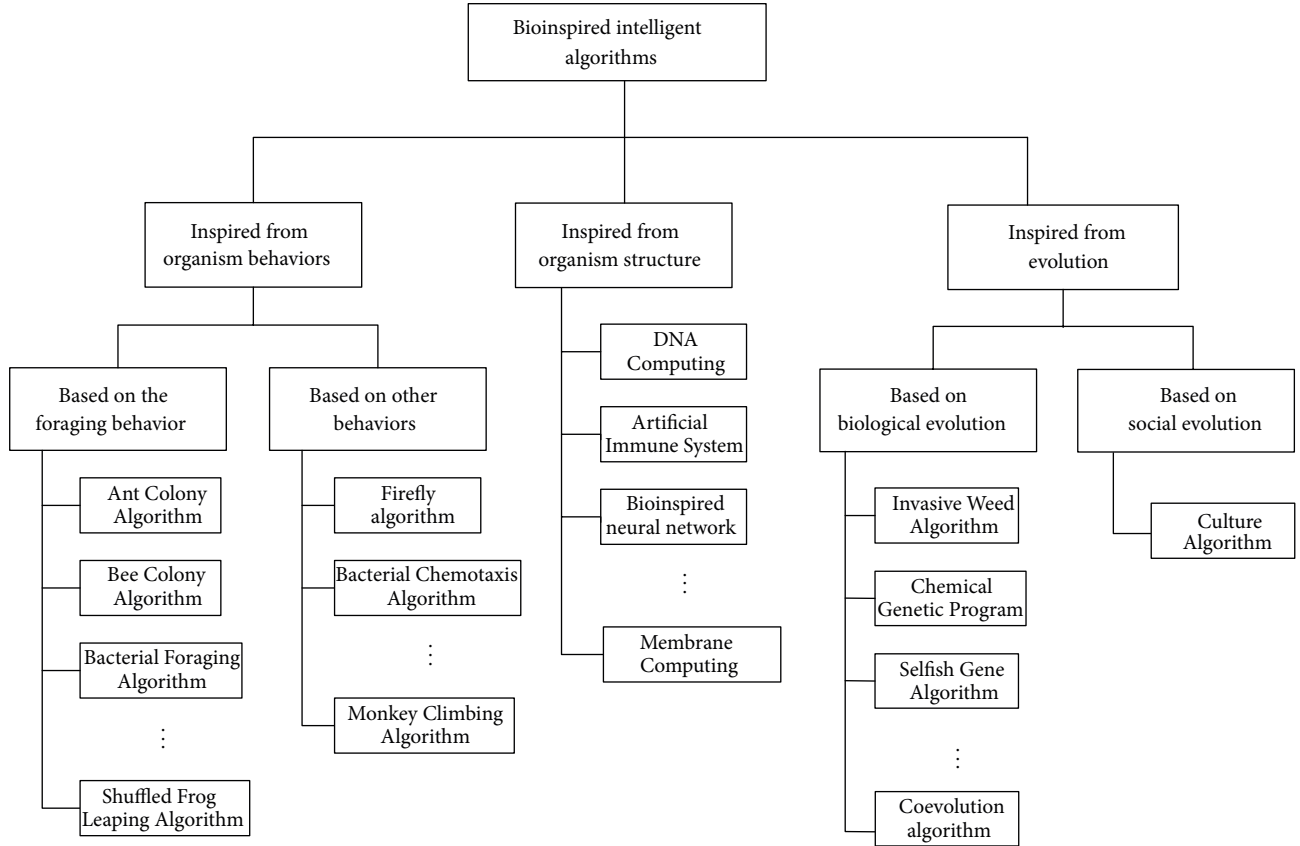 Bioinspired intelligent
algorithms
Inspired from
organism behaviors
Inspired from
organism structure
Inspired from
evolution
Based on the
foraging behavior
Based on other
behaviors
DNA
Computing
Artificial
Immune System
Bioinspired
neural network
⋮
Membrane
Computing
Based on
biological evolution
Based on
social evolution
Ant Colony
Algorithm
Bee Colony
Algorithm
Bacterial Foraging
Algorithm
⋮
Shuffled Frog
Leaping Algorithm
Firefly
algorithm
Bacterial Chemotaxis
Algorithm
⋮
Monkey Climbing
Algorithm
Invasive Weed
Algorithm
Chemical
Genetic Program
Selfish Gene
Algorithm
⋮
Coevolution
algorithm
Culture
Algorithm